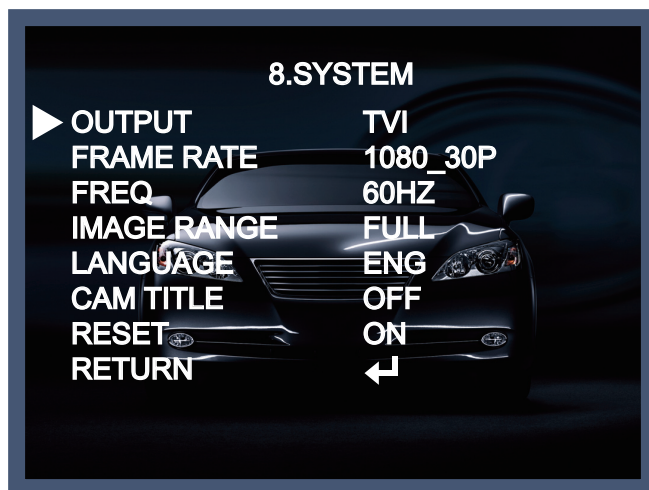 8.SYSTEM
OUTPUT TVI
FRAME RATE 1080_30P
FREQ 60HZ
IMAGE RANGE FULL
LANGUAGE ENG
CAM TITLE OFF
RESET ON
RETURN ↵